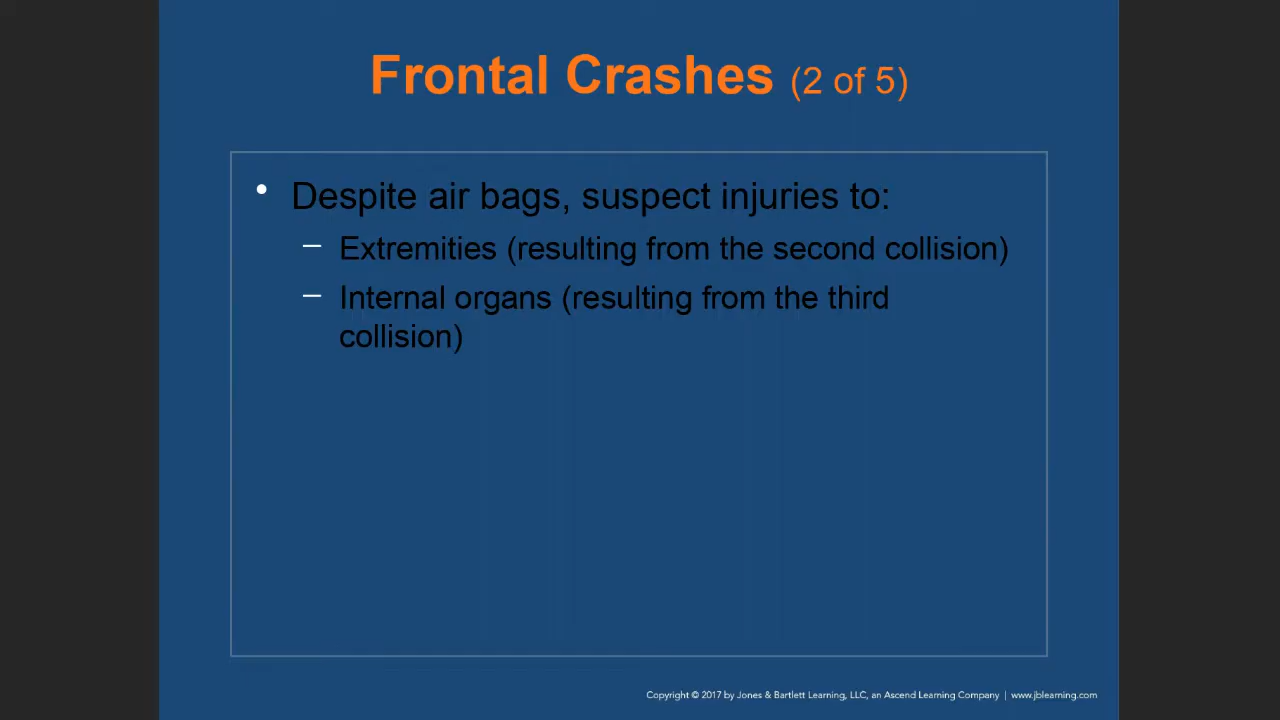 Frontal Crashes (2 of 5)
• Despite air bags, suspect injuries to:
– Extremities (resulting from the second collision)
– Internal organs (resulting from the third
collision)
Copyright © 2017 by Jones & Bartlett Learning, LLC, an Ascend Learning Company | www.jblearning.com